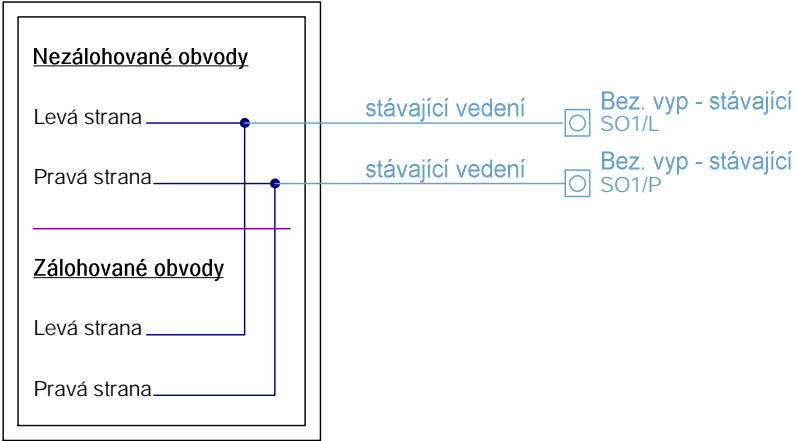 Nezálohované obvody
Levá strana
stávající vedení
Bez. vyp - stávající
SO1/L
Pravá strana
stávající vedení
Bez. vyp - stávající
SO1/P
Zálohované obvody
Levá strana
Pravá strana